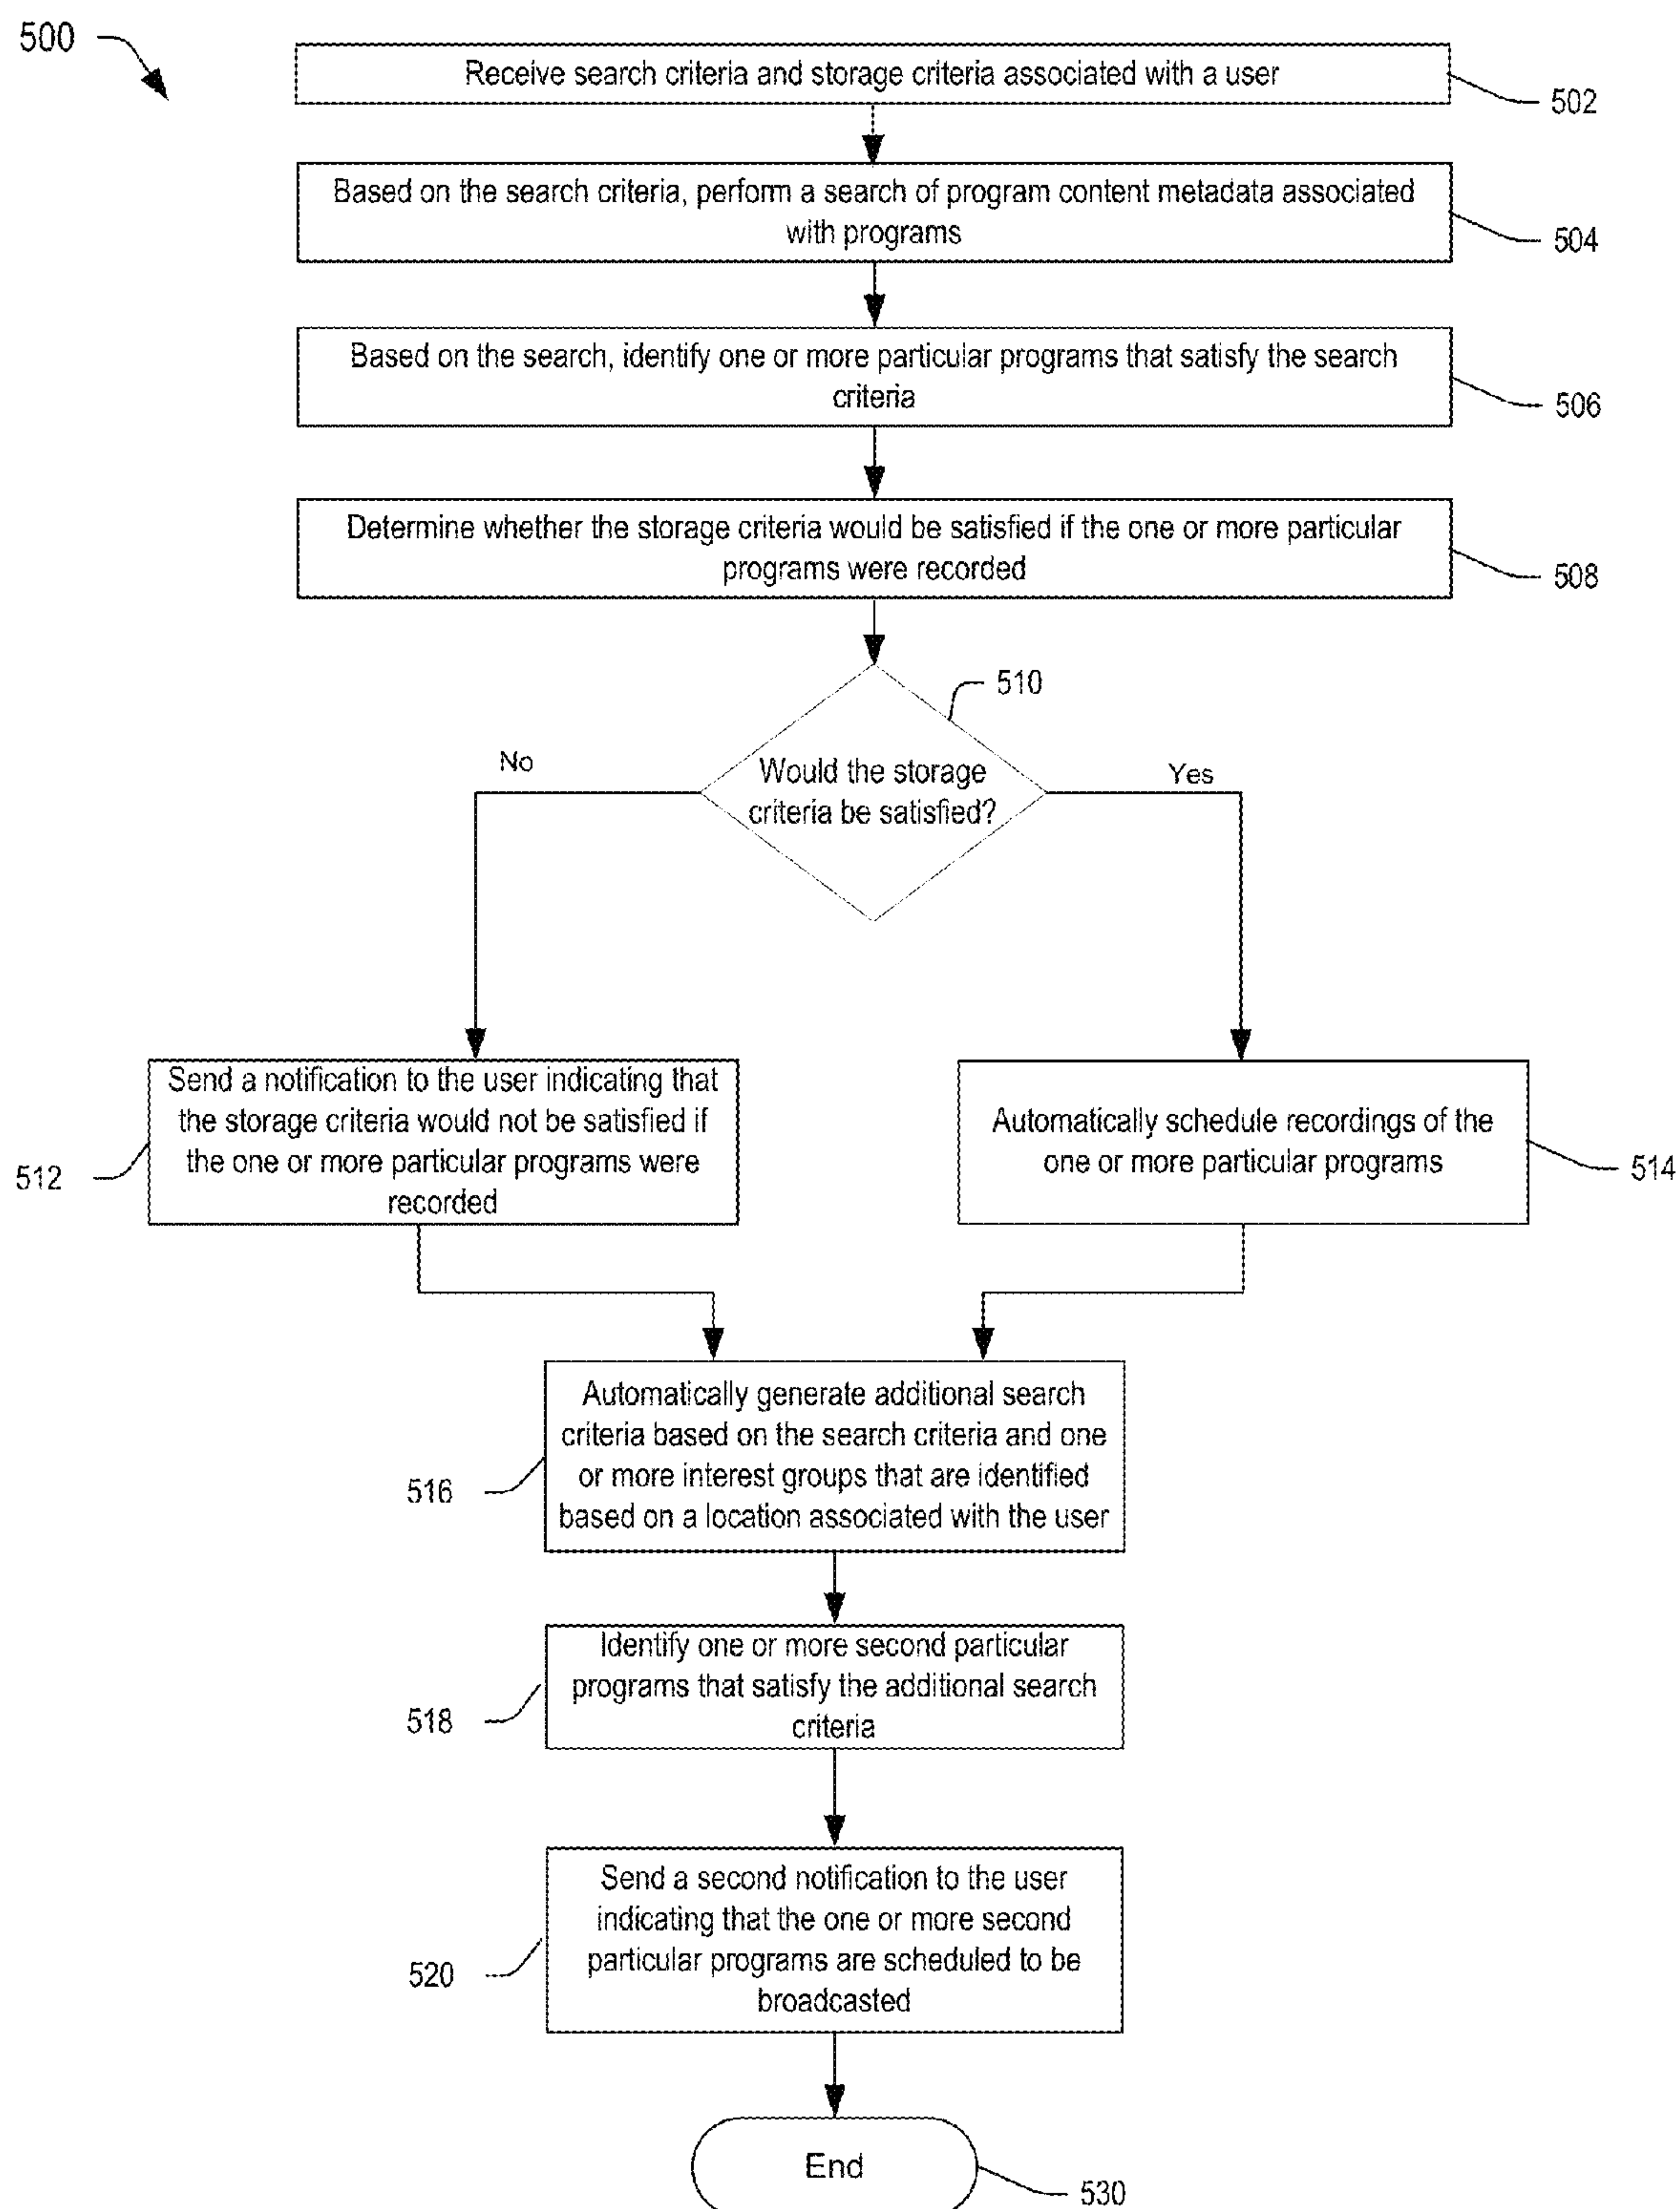 500
Receive search criteria and storage criteria associated with a user
502
Based on the search criteria, perform a search of program content metadata associated
with programs
504
Based on the search, identify one or more particular programs that satisfy the search
criteria
506
Determine whether the storage criteria would be satisfied if the one or more particular
programs were recorded
508
510
Would the storage
criteria be satisfied?
No
Yes
Send a notification to the user indicating that
the storage criteria would not be satisfied if
the one or more particular programs were
recorded
512
Automatically schedule recordings of the
one or more particular programs
514
Automatically generate additional search
criteria based on the search criteria and one
or more interest groups that are identified
based on a location associated with the user
516
Identify one or more second particular
programs that satisfy the additional search
criteria
518
Send a second notification to the user
indicating that the one or more second
particular programs are scheduled to be
broadcasted
520
End
530